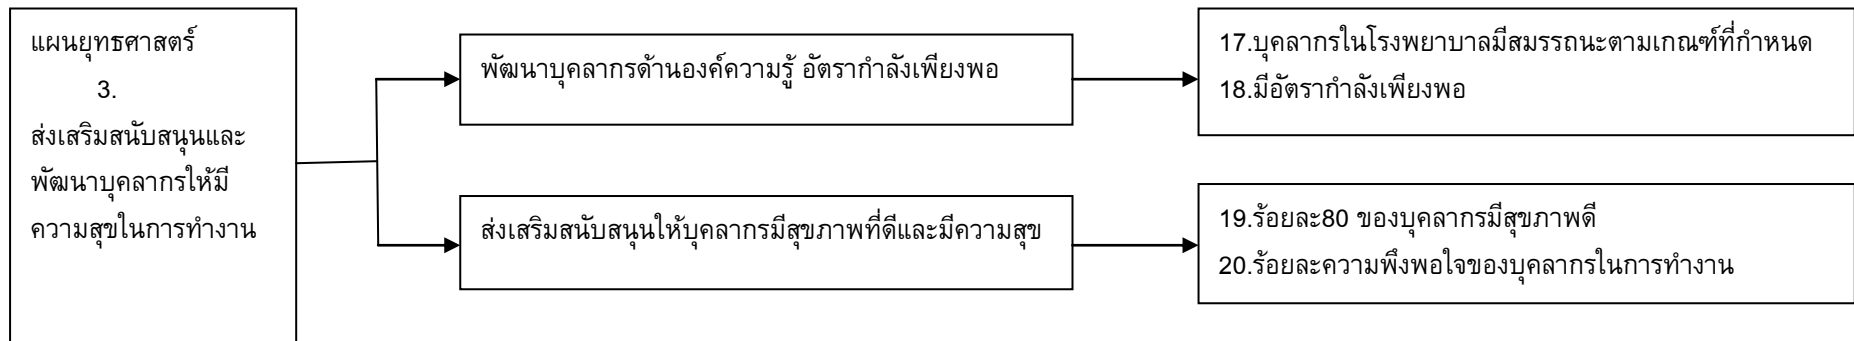 แผนยุทธศาสตร์
3.
ส่งเสริมสนับสนุนและ
พัฒนาบุคลากรให้มี
ความสุขในการทำงาน
พัฒนาบุคลากรด้านองค์ความรู้ อัตรากำลังเพียงพอ
17.บุคลากรในโรงพยาบาลมีสมรรถนะตามเกณฑ์ที่กำหนด
18.มีอัตรากำลังเพียงพอ
ส่งเสริมสนับสนุนให้บุคลากรมีสุขภาพที่ดีและมีความสุข
19.ร้อยละ80 ของบุคลากรมีสุขภาพดี
20.ร้อยละความพึงพอใจของบุคลากรในการทำงาน